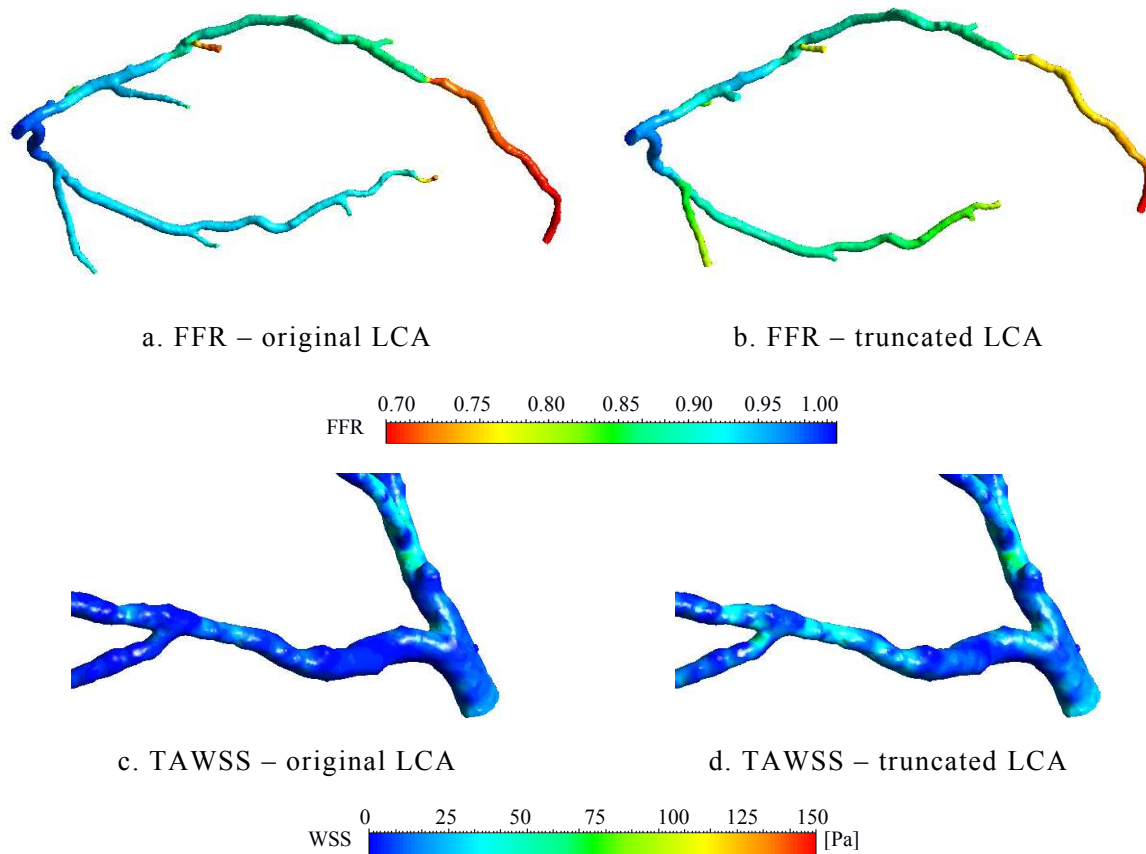 a. FFR – original LCA
b. FFR – truncated LCA
0.70 0.75 0.80 0.85 0.90 0.95 1.00
FFR
c. TAWSS – original LCA
d. TAWSS – truncated LCA
0 25 50 75 100 125 150
WSS [Pa]